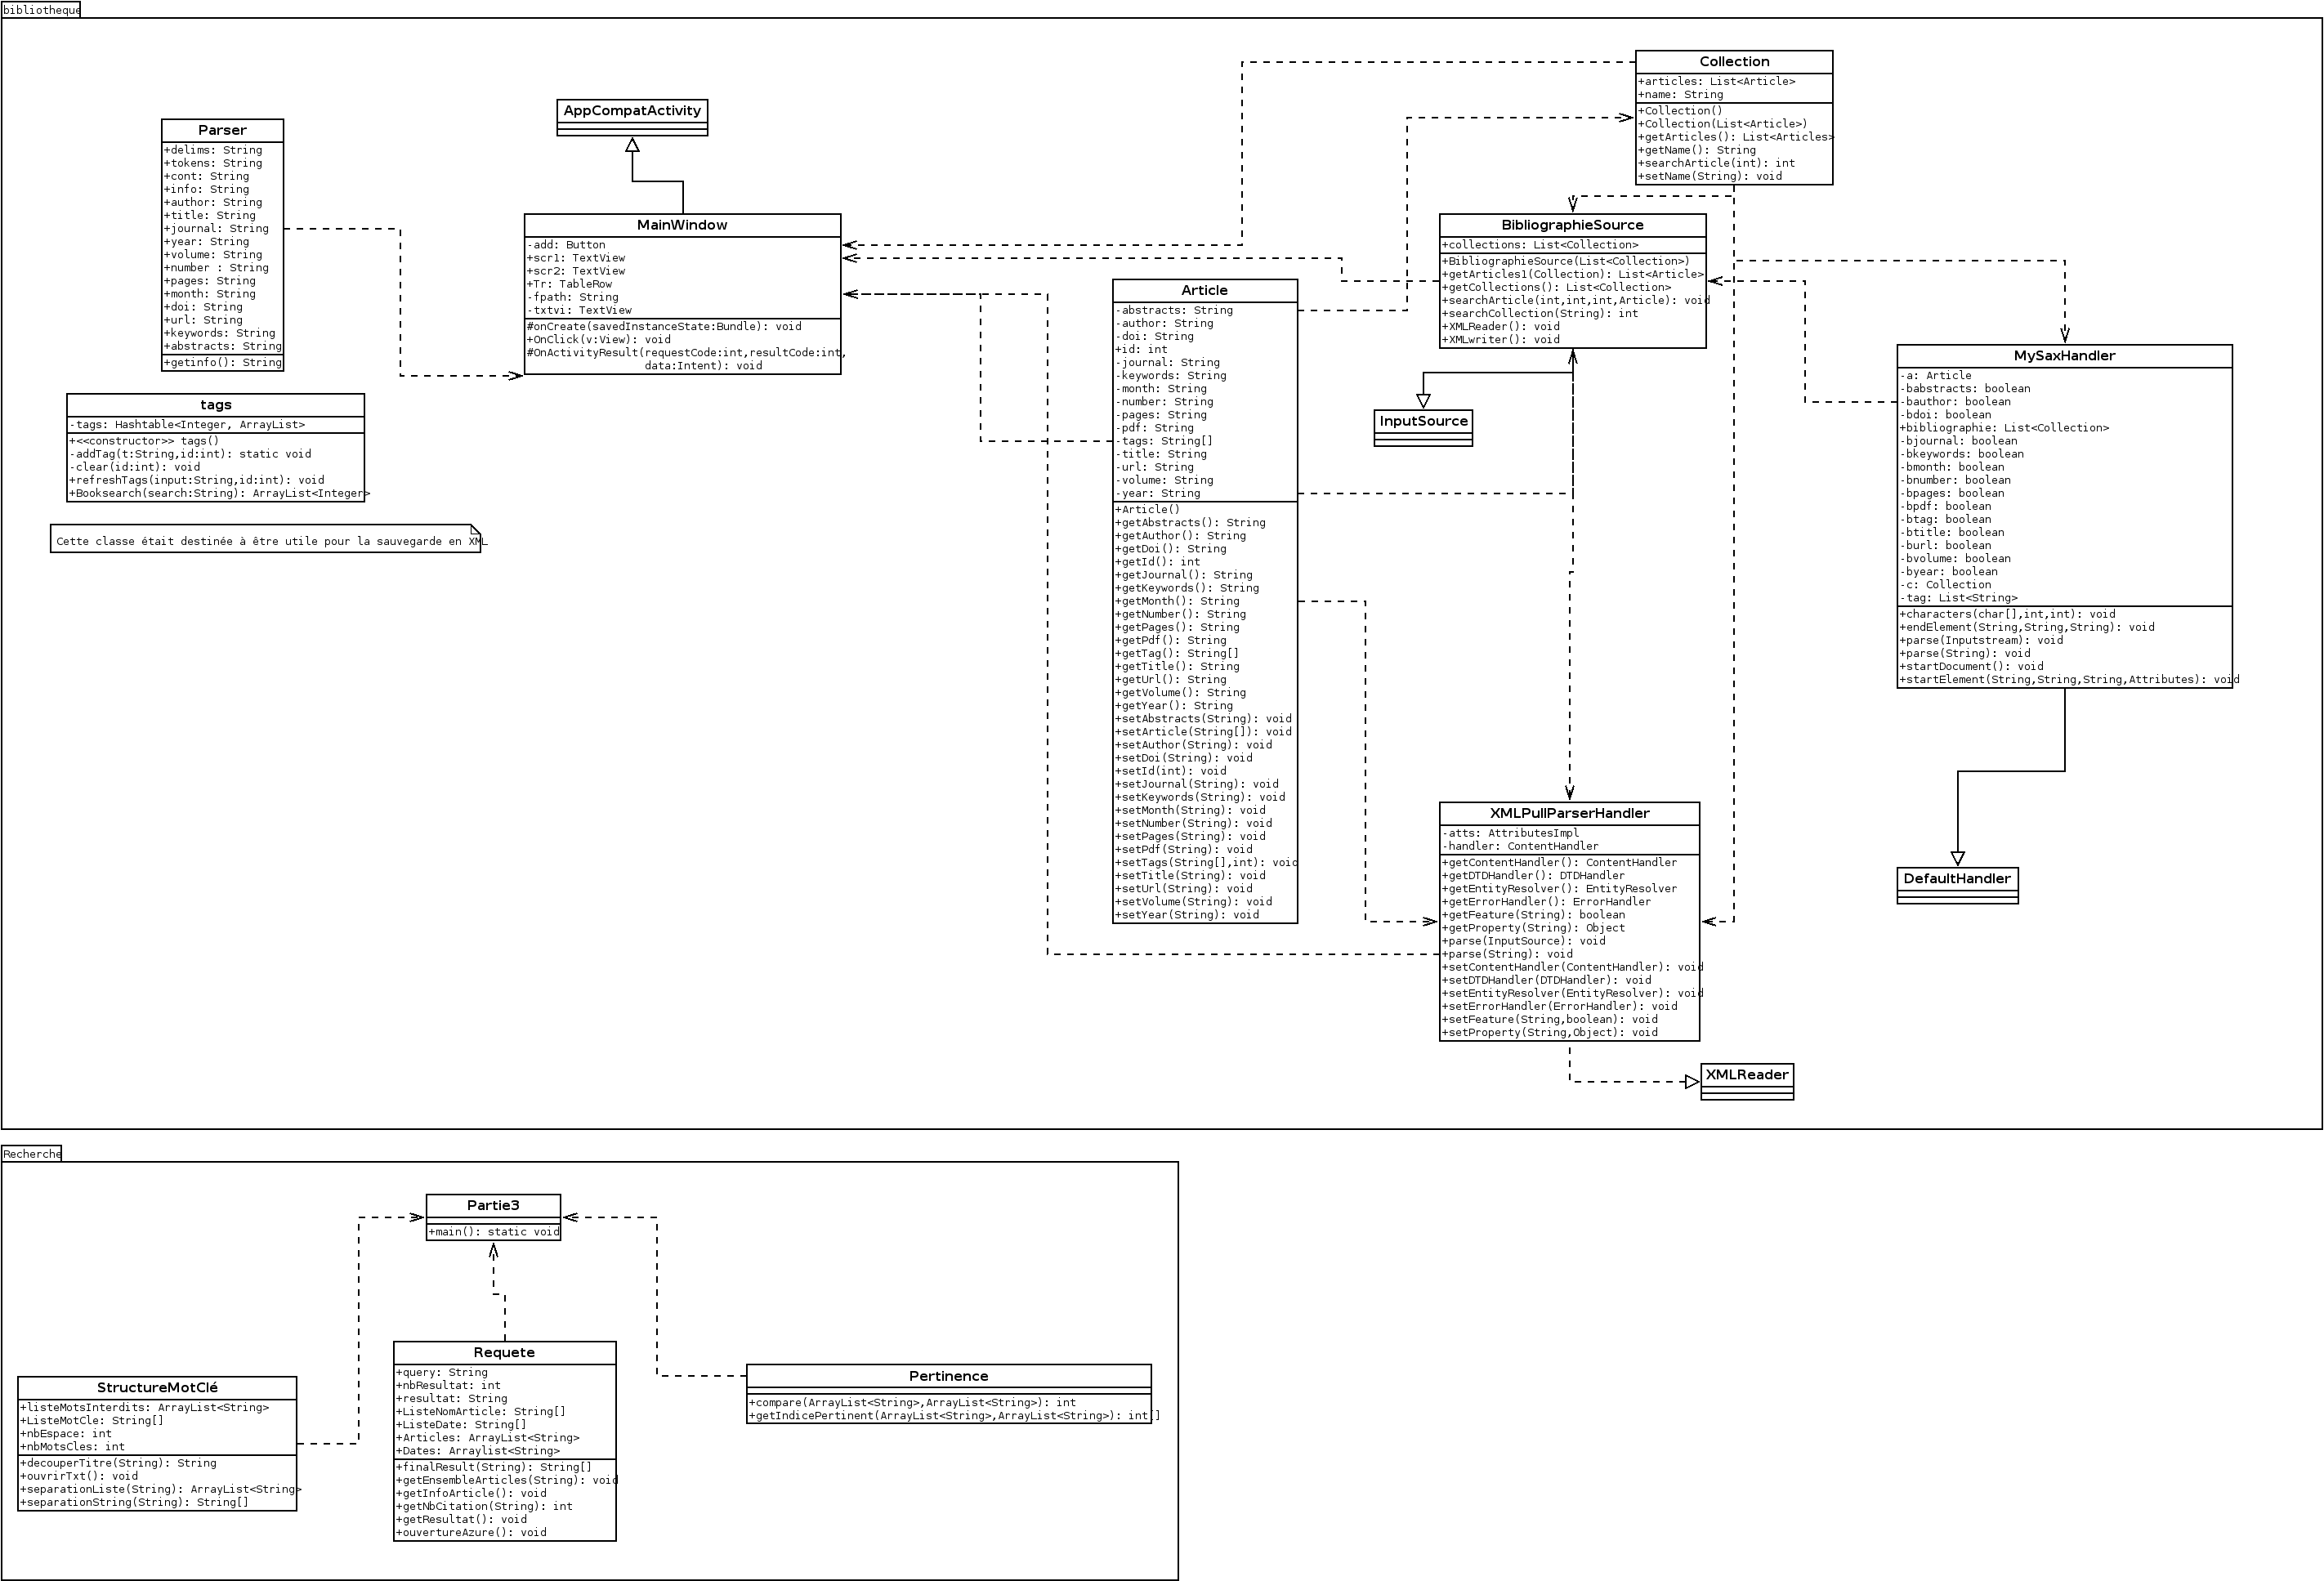 bibliotheque
Collection
+articles: List<Article>
+name: String
+Collection()
+Collection(List<Article>)
+getArticles(): List<Articles>
+getName(): String
+searchArticle(int): int
+setName(String): void
AppCompatActivity
Parser
+delims: String
+tokens: String
+cont: String
+info: String
+author: String
+title: String
+journal: String
+year: String
+volume: String
+number : String
+pages: String
+month: String
+doi: String
+url: String
+keywords: String
+abstracts: String
+getinfo(): String
MainWindow
-add: Button
+scr1: TextView
+scr2: TextView
+Tr: TableRow
-fpath: String
-txtvi: TextView
#onCreate(savedInstanceState:Bundle): void
+OnClick(v:View): void
#OnActivityResult(requestCode:int,resultCode:int,
data:Intent): void
BibliographieSource
+collections: List<Collection>
+BibliographieSource(List<Collection>)
+getArticles1(Collection): List<Article>
+getCollections(): List<Collection>
+searchArticle(int,int,int,Article): void
+searchCollection(String): int
+XMLReader(): void
+XMLwriter(): void
Article
-abstracts: String
-author: String
-doi: String
+id: int
-journal: String
-keywords: String
-month: String
-number: String
-pages: String
-pdf: String
-tags: String[]
-title: String
-url: String
-volume: String
-year: String
+Article()
+getAbstracts(): String
+getAuthor(): String
+getDoi(): String
+getId(): int
+getJournal(): String
+getKeywords(): String
+getMonth(): String
+getNumber(): String
+getPages(): String
+getPdf(): String
+getTag(): String[]
+getTitle(): String
+getUrl(): String
+getVolume(): String
+getYear(): String
+setAbstracts(String): void
+setArticle(String[]): void
+setAuthor(String): void
+setDoi(String): void
+setId(int): void
+setJournal(String): void
+setKeywords(String): void
+setMonth(String): void
+setNumber(String): void
+setPages(String): void
+setPdf(String): void
+setTags(String[],int): void
+setTitle(String): void
+setUrl(String): void
+setVolume(String): void
+setYear(String): void
InputSource
MySaxHandler
-a: Article
-babstracts: boolean
-bauthor: boolean
-bdoi: boolean
+bibliographie: List<Collection>
-bjournal: boolean
-bkeywords: boolean
-bmonth: boolean
-bnumber: boolean
-bpages: boolean
-bpdf: boolean
-btag: boolean
-btitle: boolean
-burl: boolean
-bvolume: boolean
-byear: boolean
-c: Collection
-tag: List<String>
+characters(char[],int,int): void
+endElement(String,String,String): void
+parse(Inputstream): void
+parse(String): void
+startDocument(): void
+startElement(String,String,String,Attributes): void
tags
-tags: Hashtable<Integer, ArrayList>
+<<constructor>> tags()
-addTag(t:String,id:int): static void
-clear(id:int): void
+refreshTags(input:String,id:int): void
+Booksearch(search:String): ArrayList<Integer>
Cette classe était destinée à être utile pour la sauvegarde en XML
XMLPullParserHandler
-atts: AttributesImpl
-handler: ContentHandler
+getContentHandler(): ContentHandler
+getDTDHandler(): DTDHandler
+getEntityResolver(): EntityResolver
+getErrorHandler(): ErrorHandler
+getFeature(String): boolean
+getProperty(String): Object
+parse(InputSource): void
+parse(String): void
+setContentHandler(ContentHandler): void
+setDTDHandler(DTDHandler): void
+setEntityResolver(EntityResolver): void
+setErrorHandler(ErrorHandler): void
+setFeature(String,boolean): void
+setProperty(String,Object): void
DefaultHandler
XMLReader
Recherche
Partie3
+main(): static void
StructureMotClé
+listeMotsInterdits: ArrayList<String>
+ListeMotCle: String[]
+nbEspace: int
+nbMotsCles: int
+decouperTitre(String): String
+ouvrirTxt(): void
+separationListe(String): ArrayList<String>
+separationString(String): String[]
Requete
+query: String
+nbResultat: int
+resultat: String
+ListeNomArticle: String[]
+ListeDate: String[]
+Articles: ArrayList<String>
+Dates: Arraylist<String>
+finalResult(String): String[]
+getEnsembleArticles(String): void
+getInfoArticle(): void
+getNbCitation(String): int
+getResultat(): void
+ouvertureAzure(): void
Pertinence
+compare(ArrayList<String>,ArrayList<String>): int
+getIndicePertinent(ArrayList<String>,ArrayList<String>): int[]